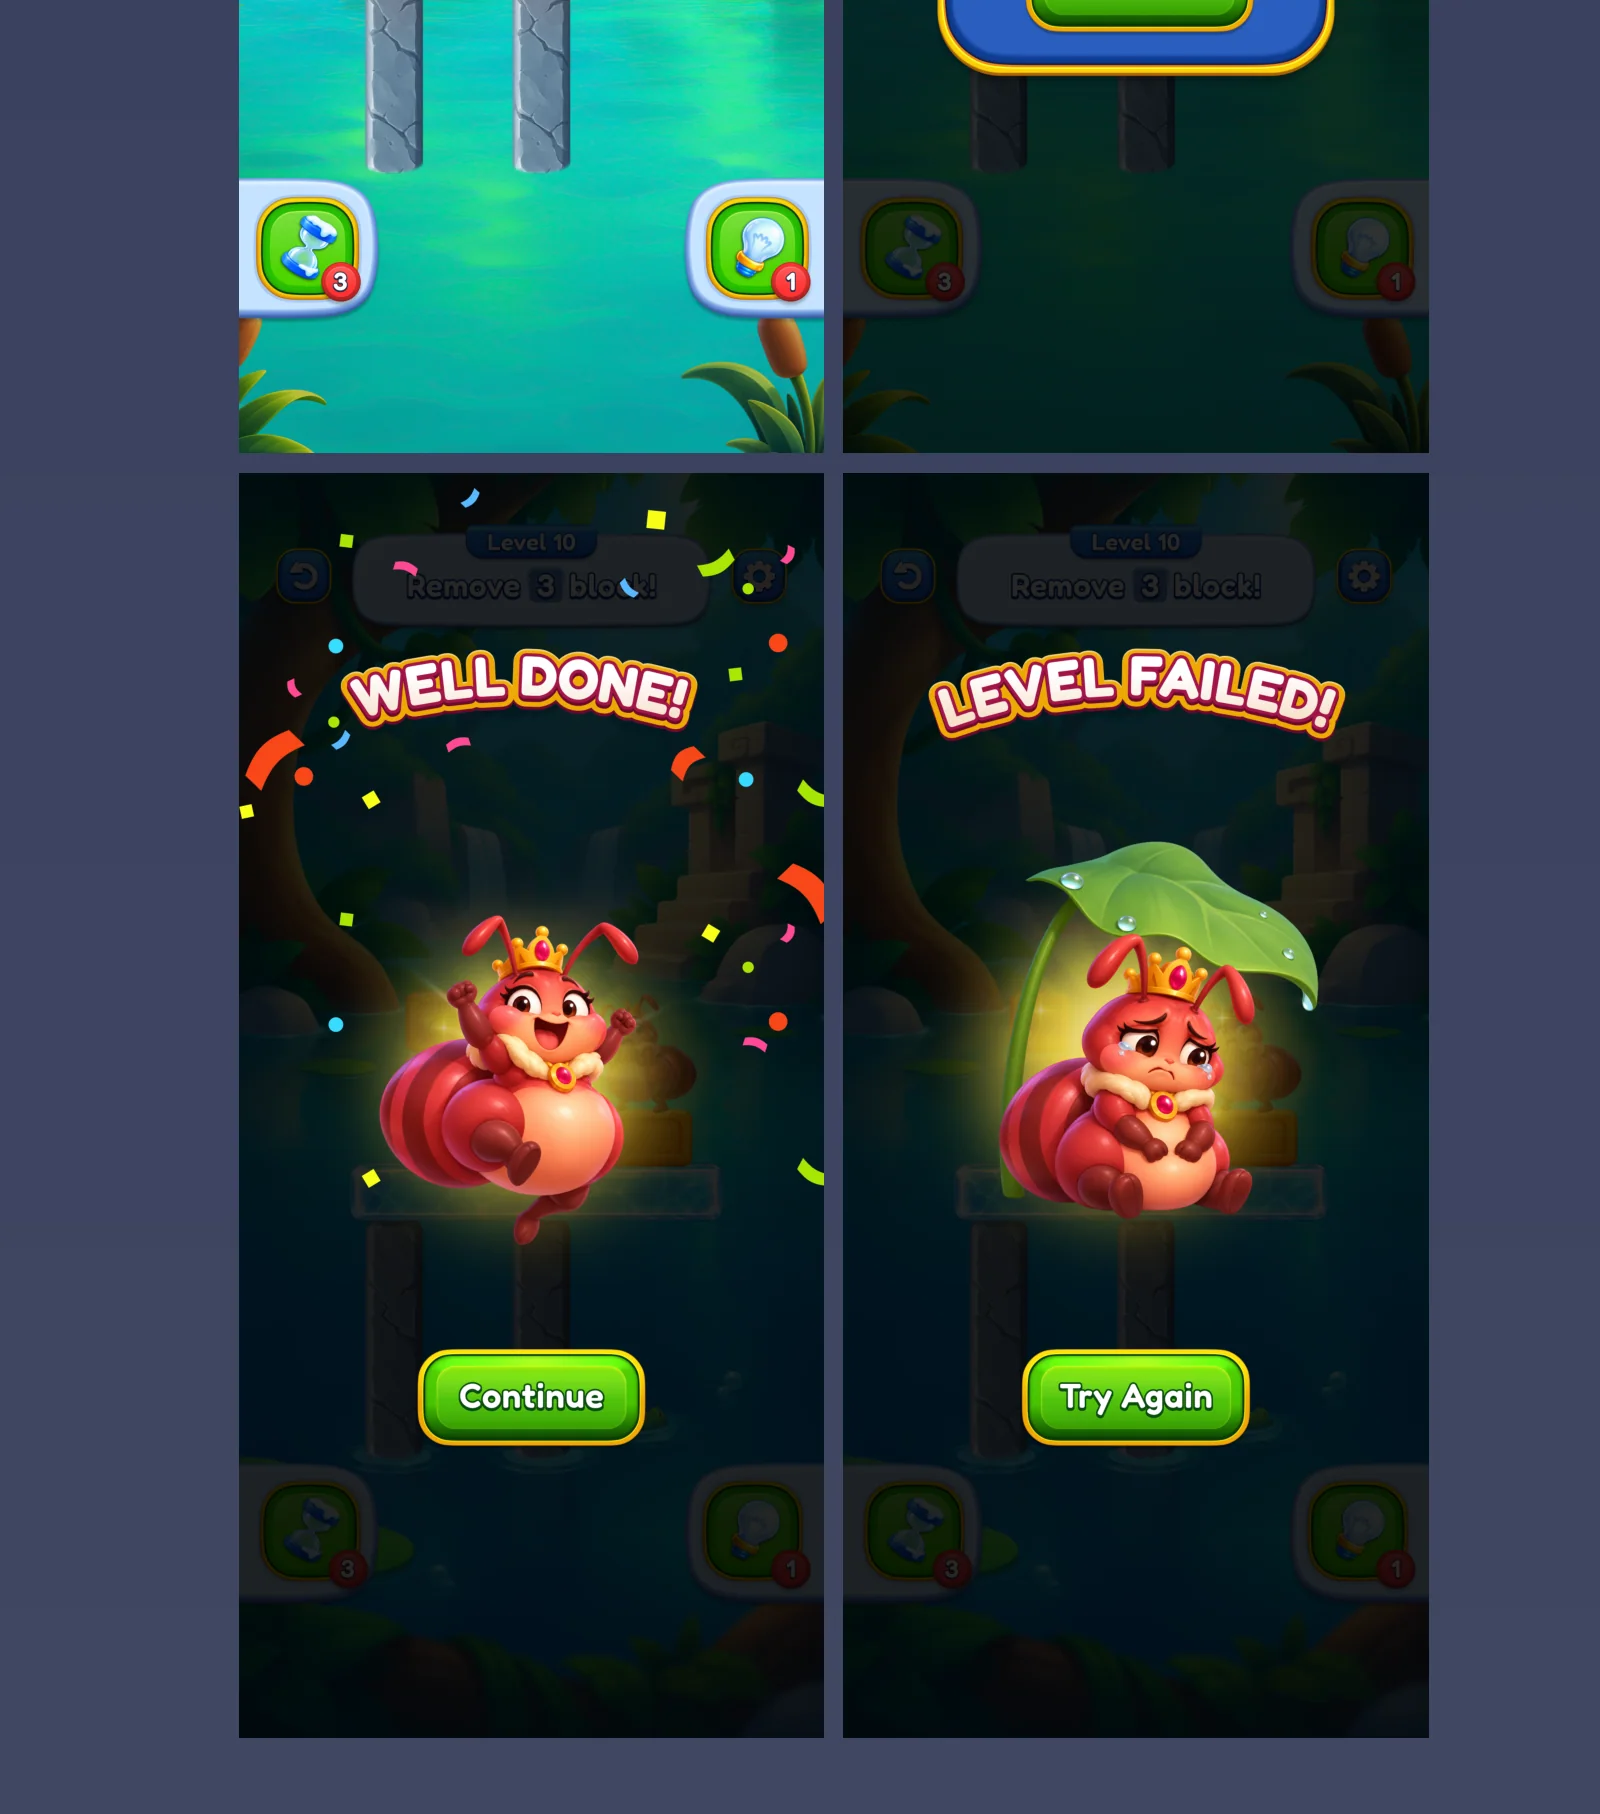 3
1
3
1
Level 10
Remove 3 block!
WELL DONE!
Continue
3
1
Level 10
Remove 3 block!
LEVEL FAILED!
Try Again
3
1